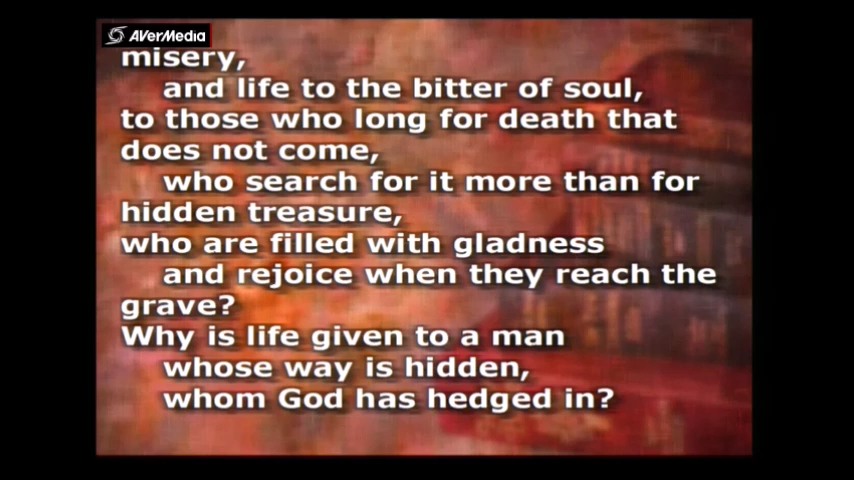 AVerMedia
misery,
and life to the bitter of soul,
to those who long for death that
does not come,
who search for it more than for
hidden treasure,
who are filled with gladness
and rejoice when they reach the
grave?
Why is life given to a man
whose way is hidden,
whom God has hedged in?